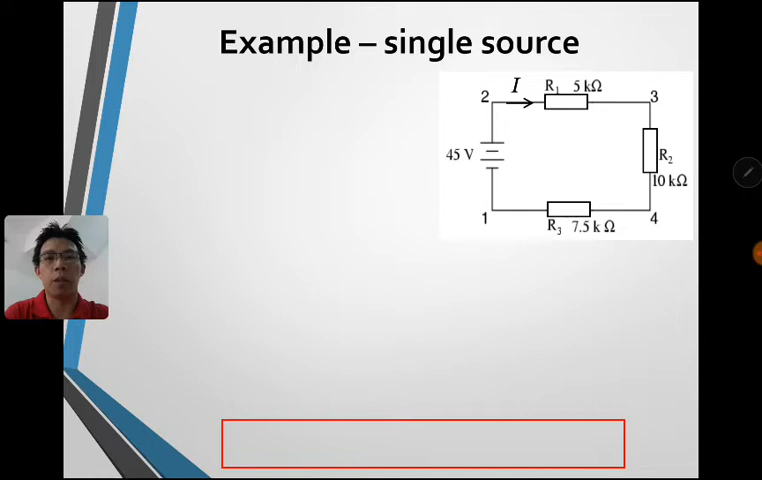 Example – single source
I R₁ 5 kΩ
2 3
45 V
R₂
10 kΩ
1 4
R₃ 7.5 k Ω